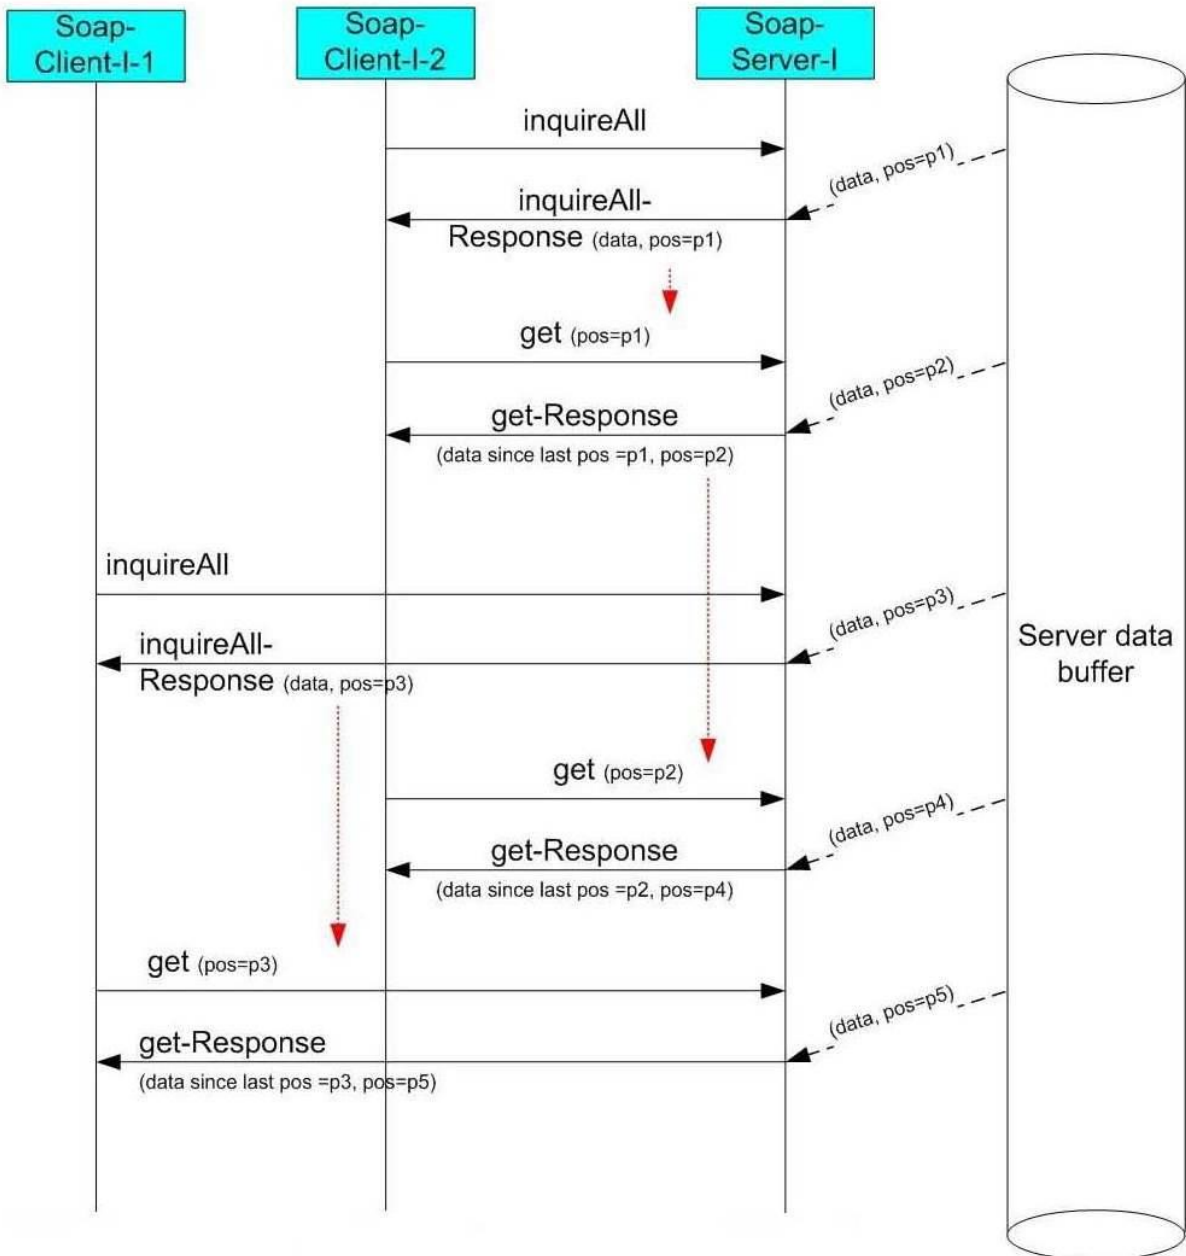 Soap-
Client-I-1
Soap-
Client-I-2
Soap-
Server-I
inquireAll
(data, pos=p1)
inquireAll-
Response (data, pos=p1)
get (pos=p1)
(data, pos=p2)
get-Response
(data since last pos =p1, pos=p2)
inquireAll
(data, pos=p3)
inquireAll-
Response (data, pos=p3)
Server data
buffer
get (pos=p2)
(data, pos=p4)
get-Response
(data since last pos =p2, pos=p4)
get (pos=p3)
(data, pos=p5)
get-Response
(data since last pos =p3, pos=p5)